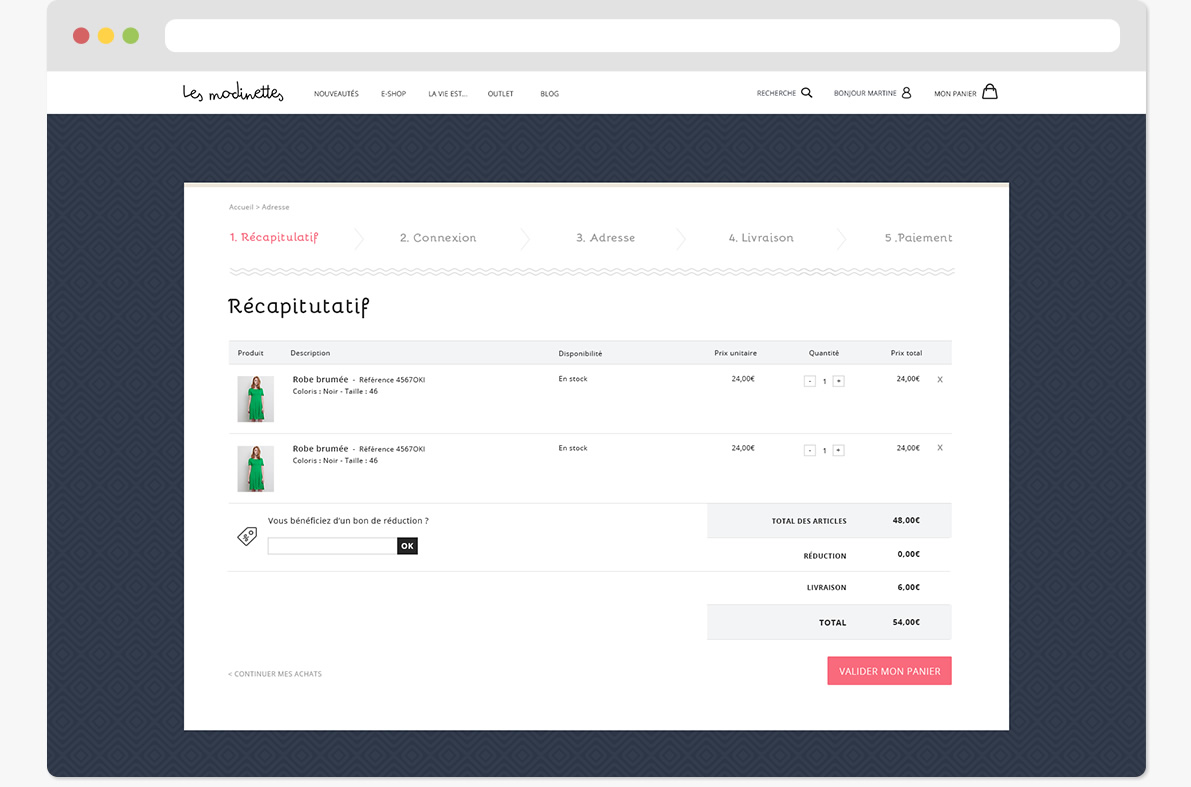 Les modinettes NOUVEAUTÉS E-SHOP LA VIE EST... OUTLET BLOG RECHERCHE BONJOUR MARTINE MON PANIER
Accueil > Adresse
1. Récapitulatif 2. Connexion 3. Adresse 4. Livraison 5 .Paiement
Récapitutatif
Produit Description Disponibilité Prix unitaire Quantité Prix total
Robe brumée - Référence 4567OKI En stock 24,00€ - 1 + 24,00€ X
Coloris : Noir - Taille : 46
Robe brumée - Référence 4567OKI En stock 24,00€ - 1 + 24,00€ X
Coloris : Noir - Taille : 46
Vous bénéficiez d'un bon de réduction ? TOTAL DES ARTICLES 48,00€
% OK
RÉDUCTION 0,00€
LIVRAISON 6,00€
TOTAL 54,00€
< CONTINUER MES ACHATS VALIDER MON PANIER